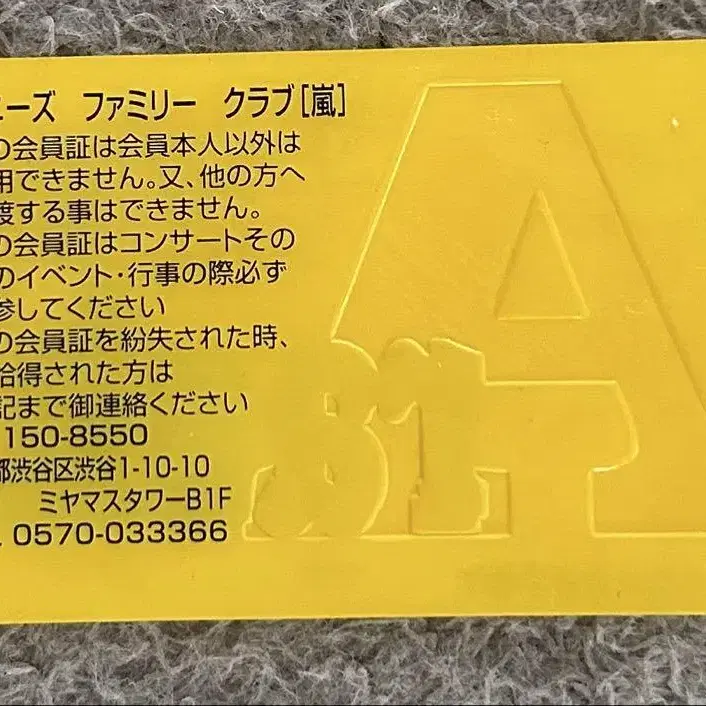 ニーズ ファミリー クラブ[嵐]
の会員証は会員本人以外は
用できません。又、他の方へ
渡する事はできません。
の会員証はコンサートその
のイベント・行事の際必ず
参してください
の会員証を紛失された時、
拾得された方は
記まで御連絡ください
150-8550
都渋谷区渋谷1-10-10
ミヤマスタワーB1F
0570-033366
A